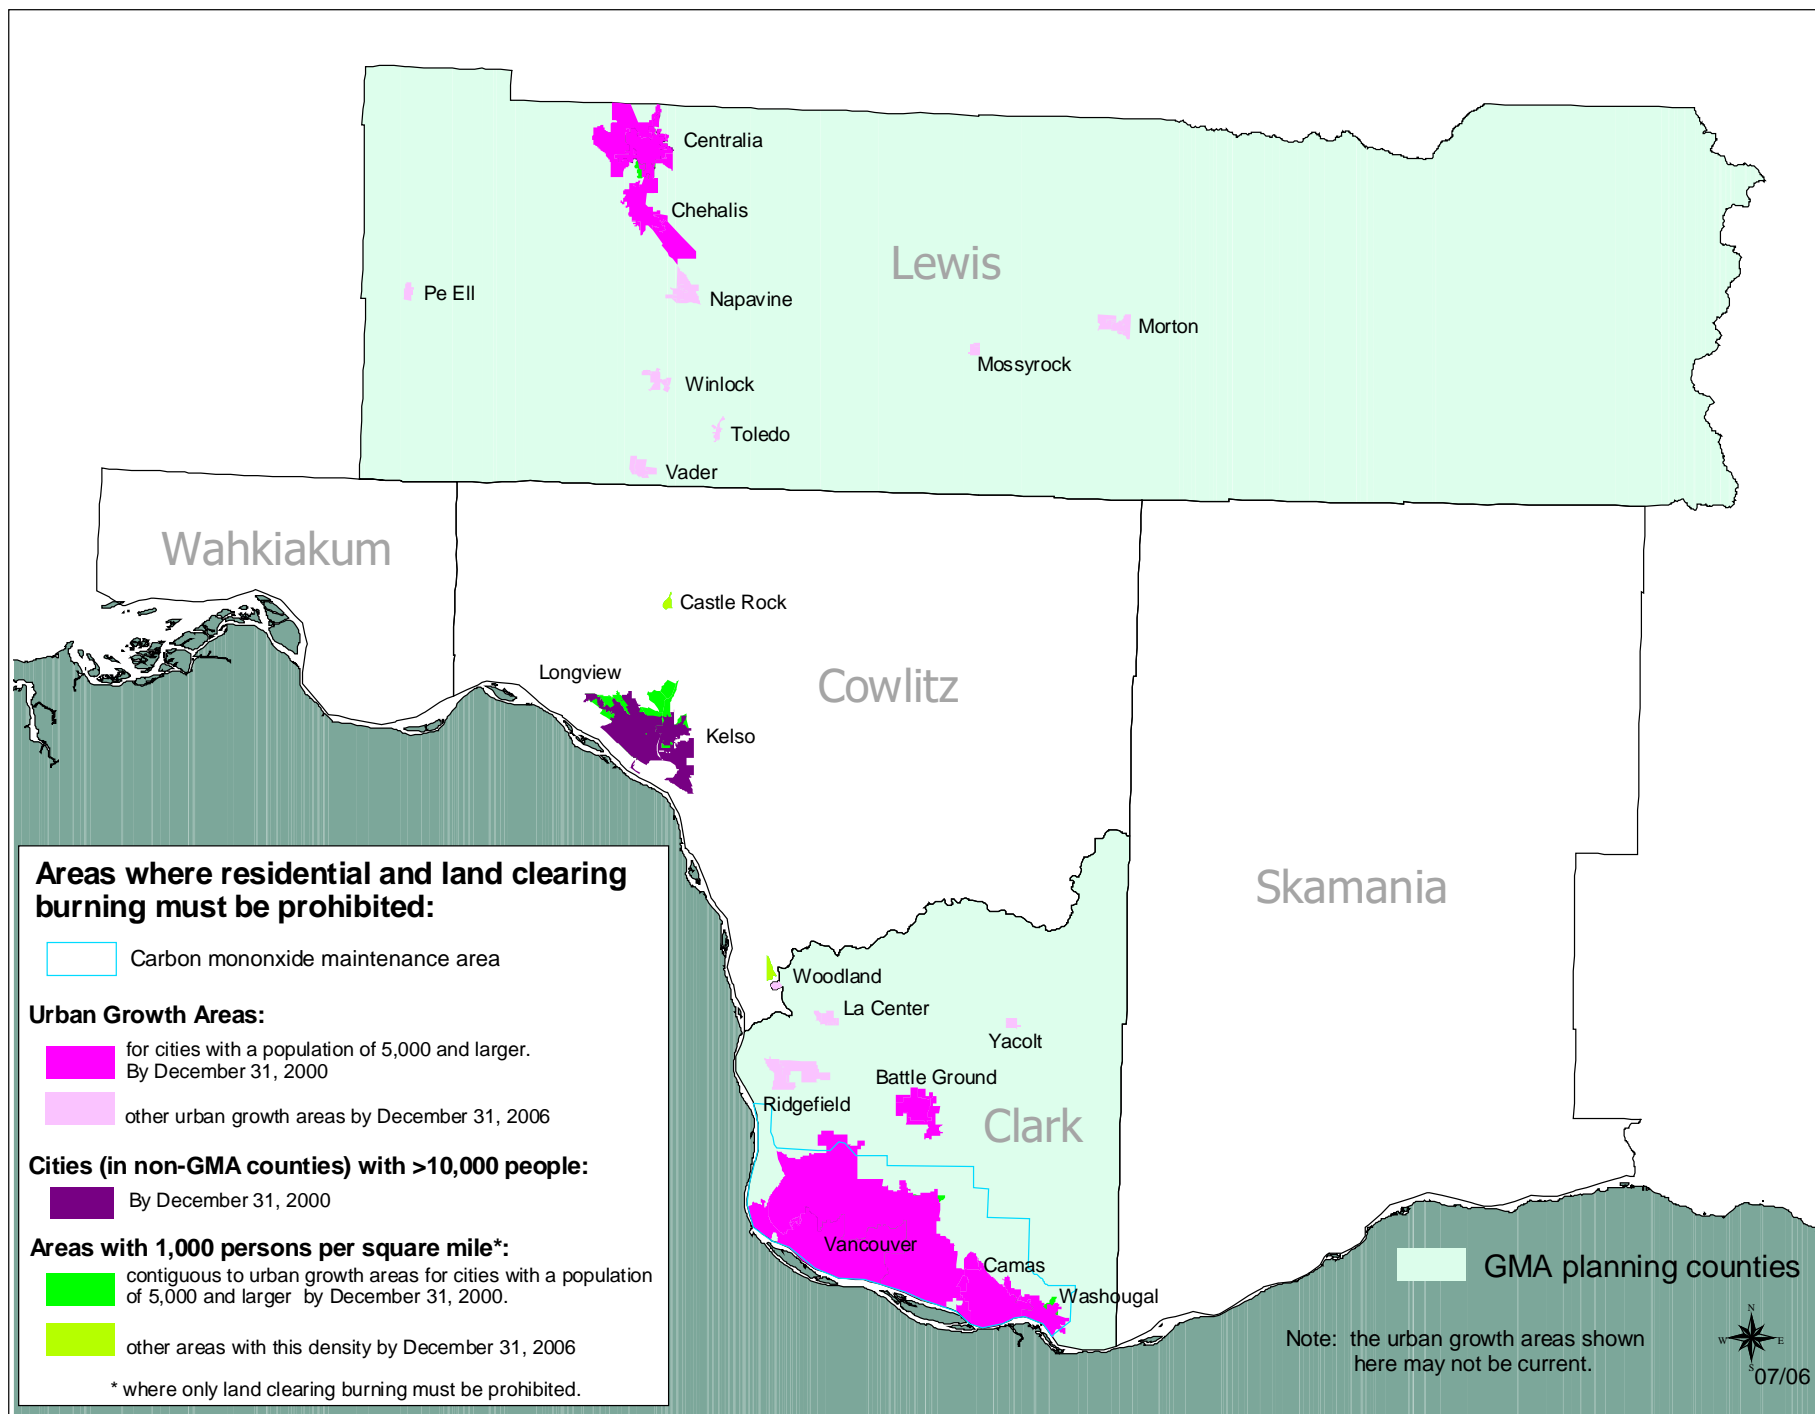 Centralia
Chehalis
Lewis
Pe Ell
Napavine
Morton
Mossyrock
Winlock
Toledo
Vader
Wahkiakum
Castle Rock
Longview
Cowlitz
Kelso
Skamania
Woodland
La Center
Yacolt
Battle Ground
Ridgefield
Clark
Vancouver
Camas
Washougal
Areas where residential and land clearing
burning must be prohibited:
Carbon mononxide maintenance area
Urban Growth Areas:
for cities with a population of 5,000 and larger.
By December 31, 2000
other urban growth areas by December 31, 2006
Cities (in non-GMA counties) with >10,000 people:
By December 31, 2000
Areas with 1,000 persons per square mile*:
contiguous to urban growth areas for cities with a population
of 5,000 and larger by December 31, 2000.
other areas with this density by December 31, 2006
* where only land clearing burning must be prohibited.
GMA planning counties
Note: the urban growth areas shown
here may not be current.
N
W E
S
07/06